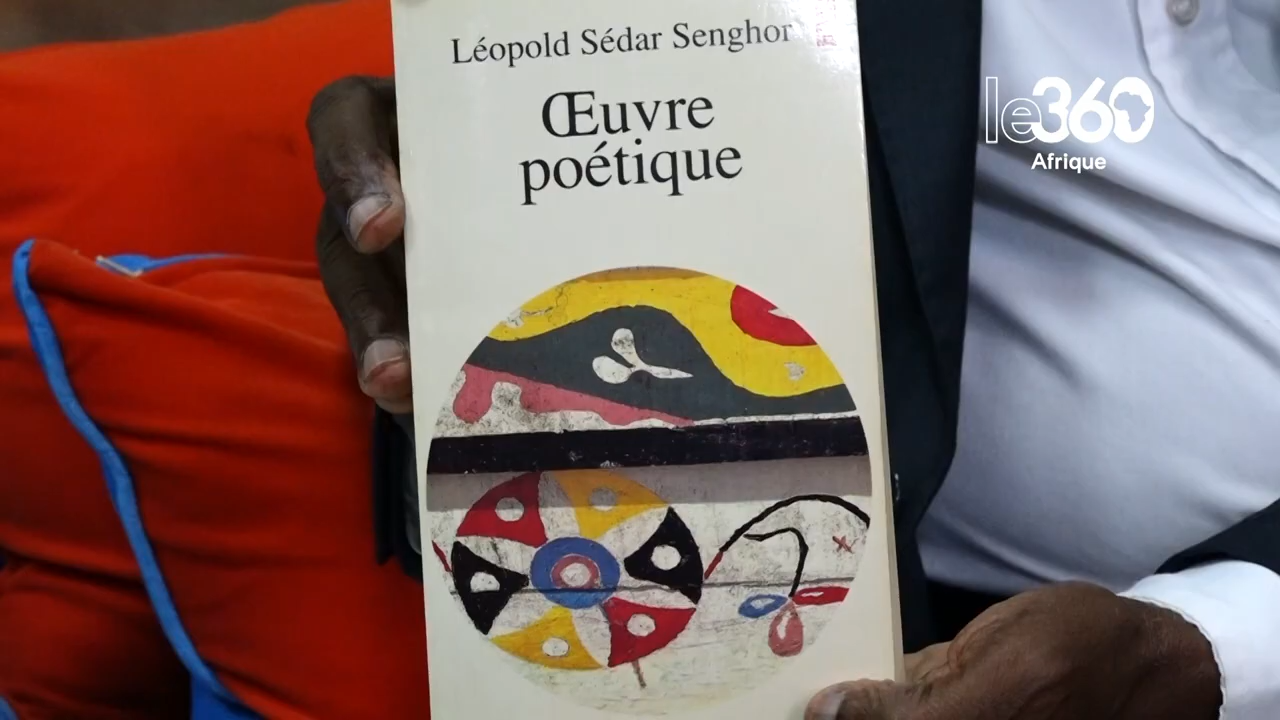 Léopold Sédar Senghor
Œuvre
poétique
le360
Afrique